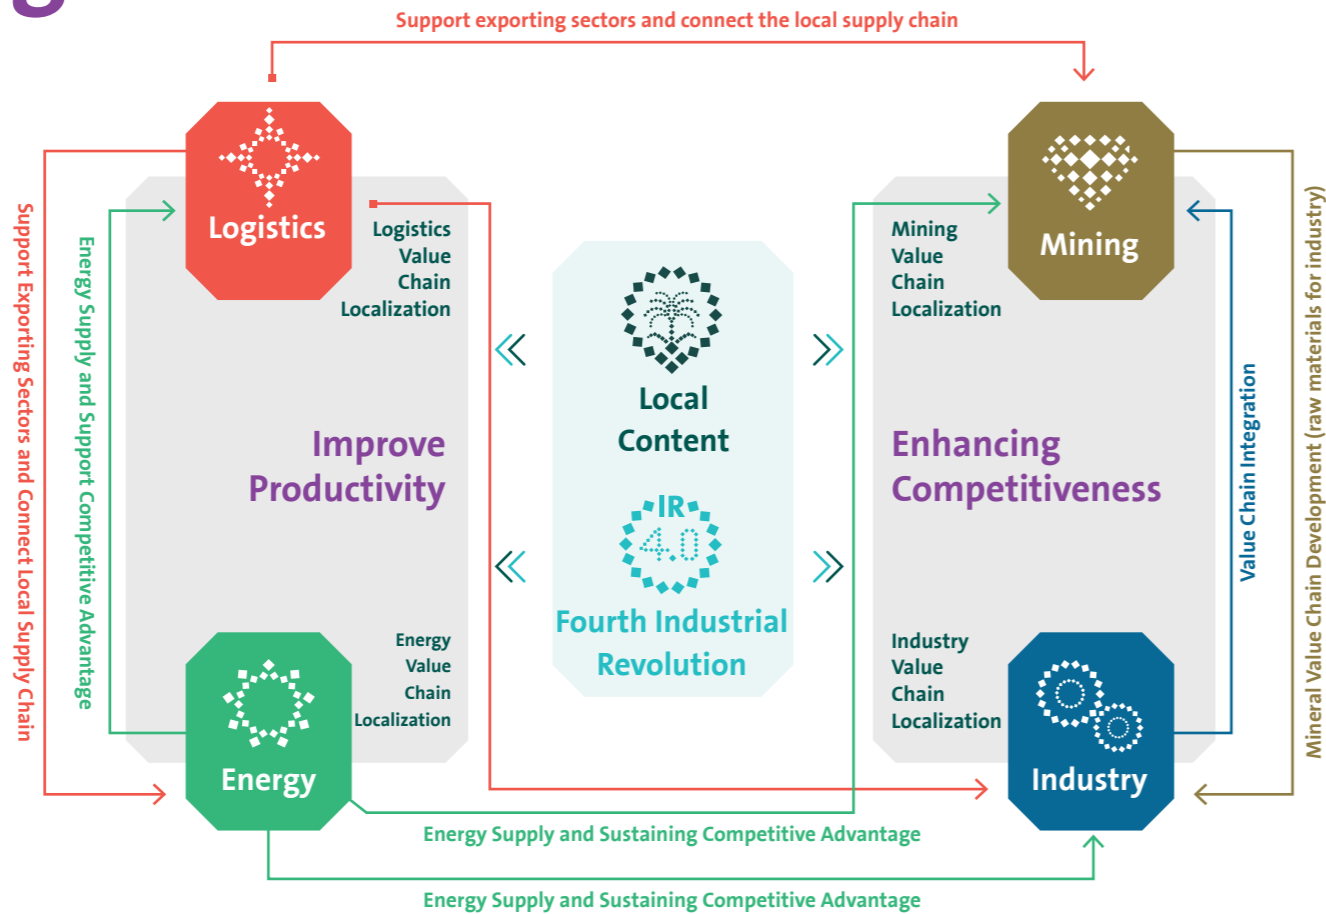 g
Support exporting sectors and connect the local supply chain
Logistics
Logistics
Value
Chain
Localization
Mining
Value
Chain
Localization
Mining
Support Exporting Sectors and Connect Local Supply Chain
Energy Supply and Support Competitive Advantage
Improve
Productivity
Local
Content
IR
4.0
Fourth Industrial
Revolution
Enhancing
Competitiveness
Value Chain Integration
Mineral Value Chain Development (raw materials for industry)
Energy
Value
Chain
Localization
Energy
Industry
Value
Chain
Localization
Industry
Energy Supply and Sustaining Competitive Advantage
Energy Supply and Sustaining Competitive Advantage